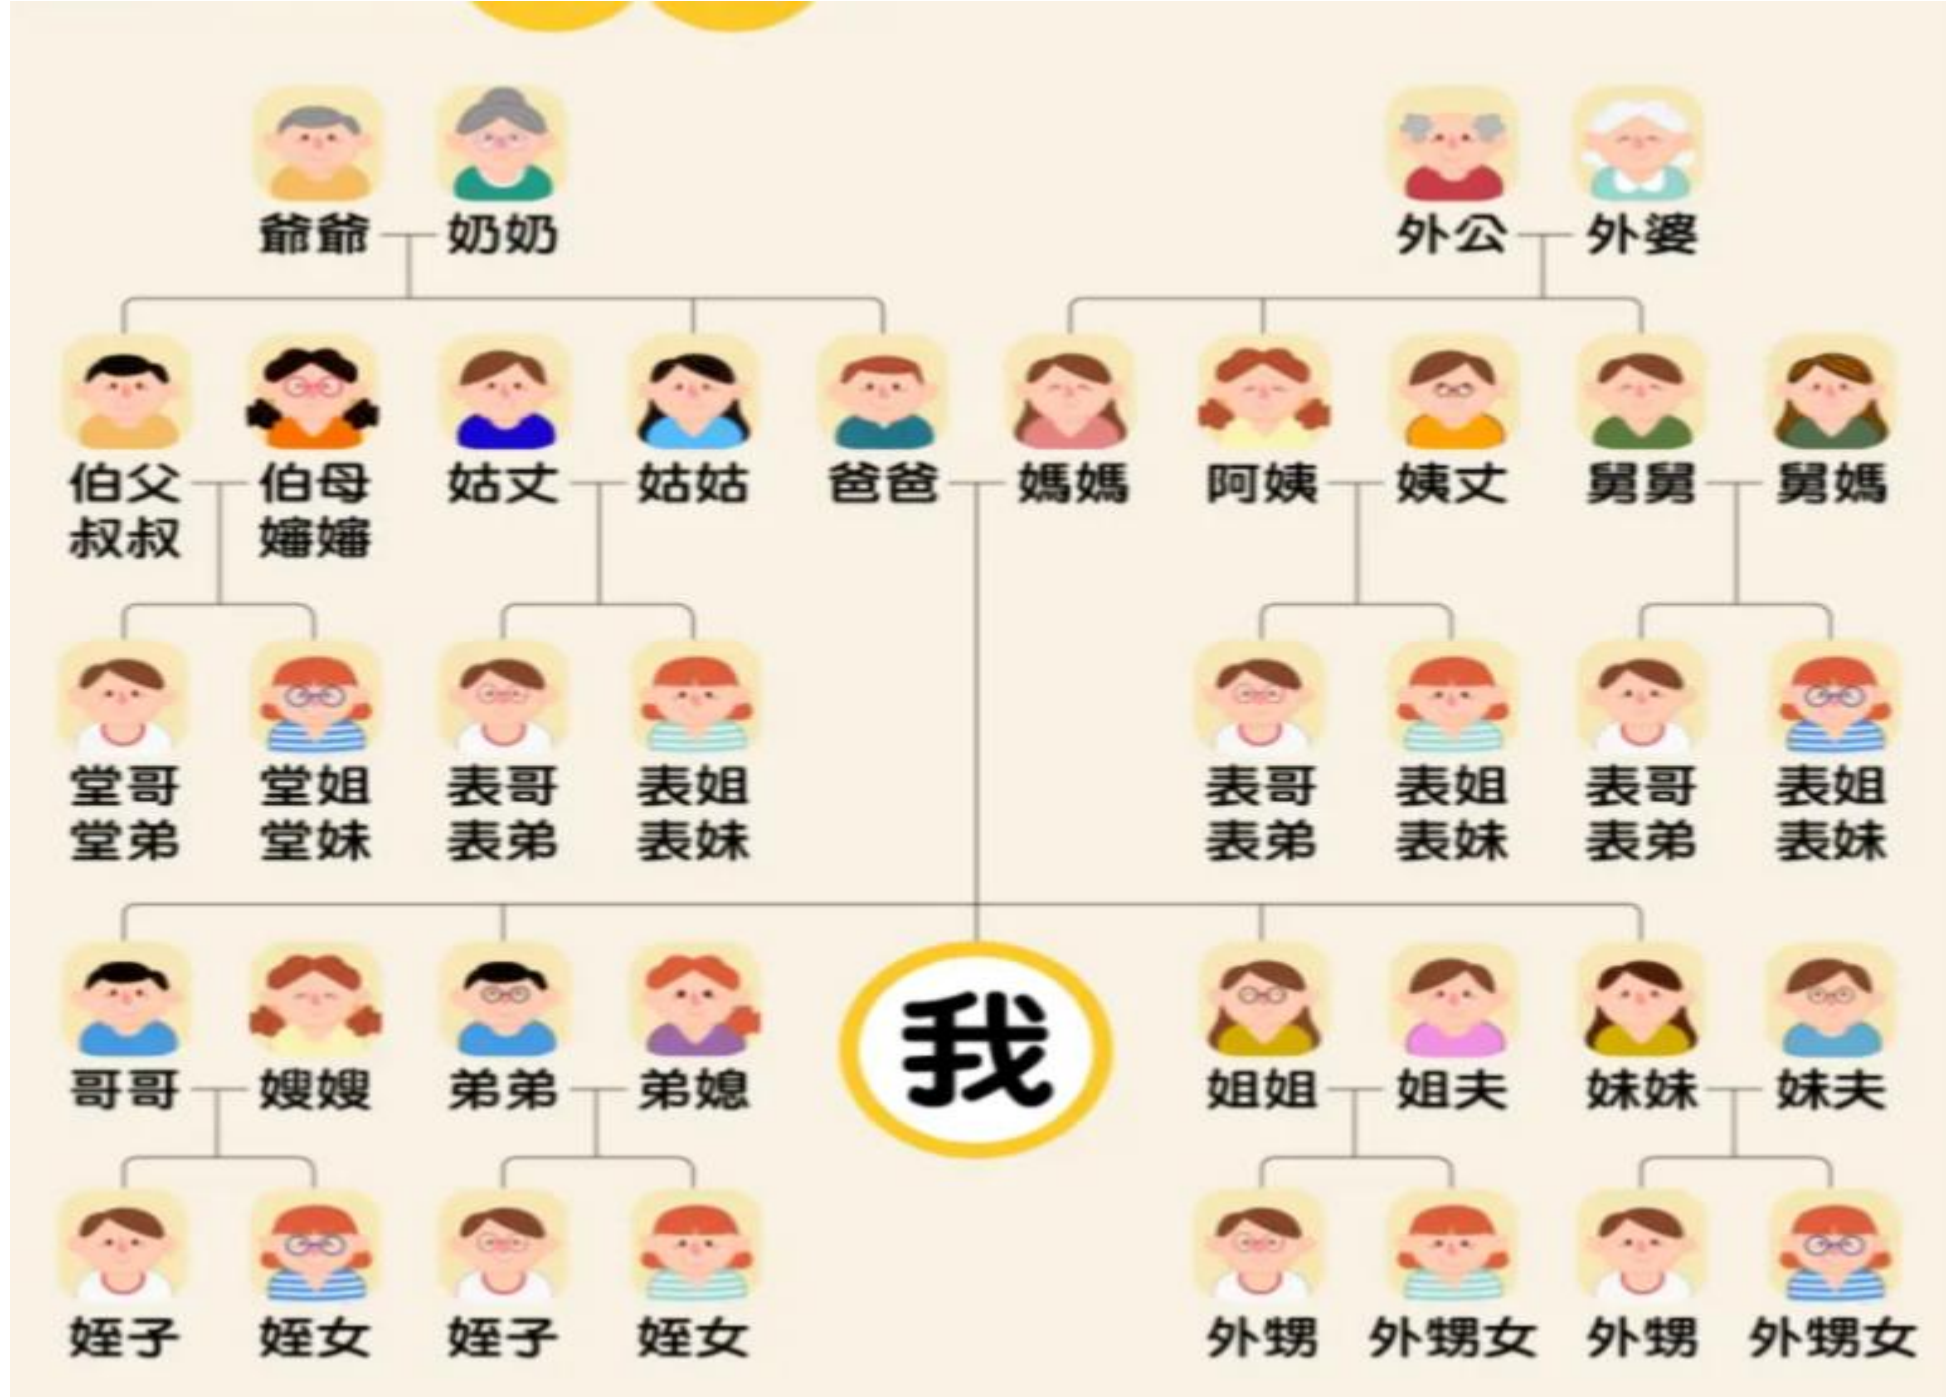 爺爺 奶奶 外公 外婆
伯父 伯母 姑丈 姑姑 爸爸 媽媽 阿姨 姨丈 舅舅 舅媽
叔叔 嬸嬸
堂哥 堂姐 表哥 表姐 表哥 表姐 表哥 表姐
堂弟 堂妹 表弟 表妹 表弟 表妹 表弟 表妹
我
哥哥 嫂嫂 弟弟 弟媳 姐姐 姐夫 妹妹 妹夫
姪子 姪女 姪子 姪女 外甥 外甥女 外甥 外甥女